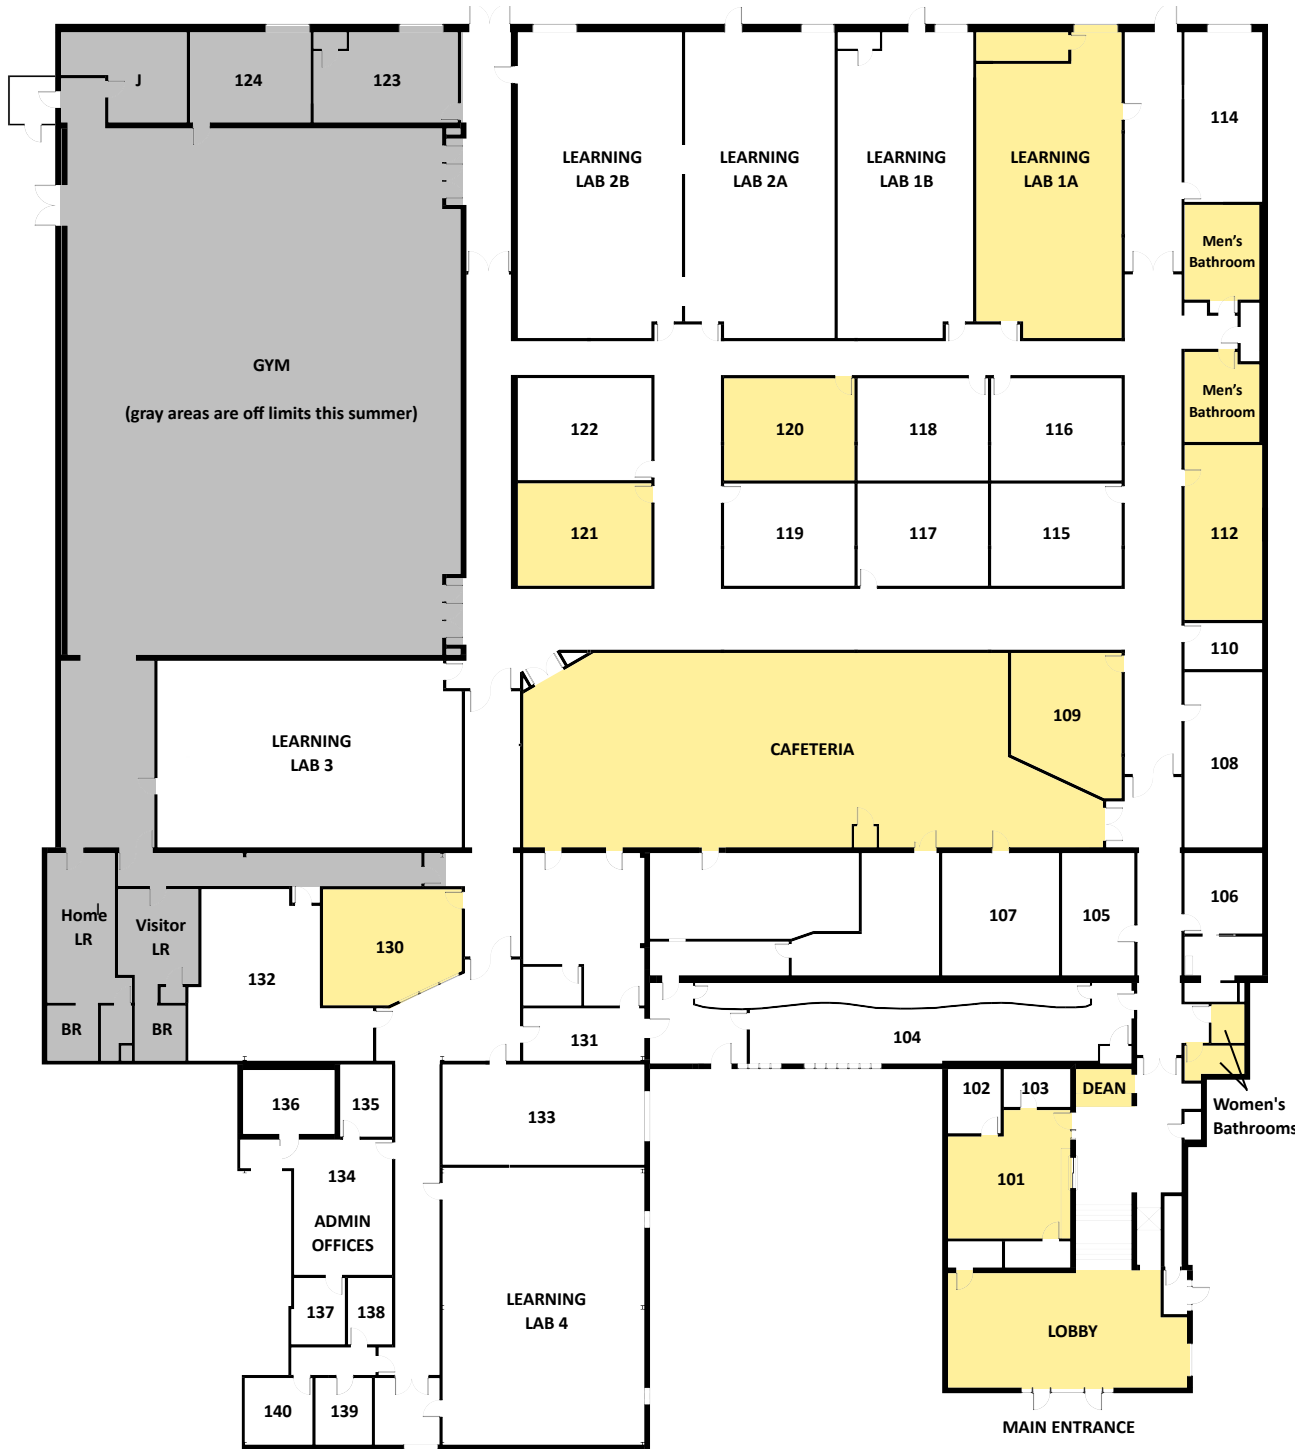 J
124
123
114
LEARNING
LAB 2B
LEARNING
LAB 2A
LEARNING
LAB 1B
LEARNING
LAB 1A
Men's
Bathroom
GYM
(gray areas are off limits this summer)
Men's
Bathroom
122
120
118
116
121
119
117
115
112
110
LEARNING
LAB 3
CAFETERIA
109
108
Home
LR
Visitor
LR
132
130
107
105
106
BR
BR
131
104
136
135
133
102
103
DEAN
Women's
Bathrooms
134
ADMIN
OFFICES
101
137
138
LEARNING
LAB 4
LOBBY
140
139
MAIN ENTRANCE